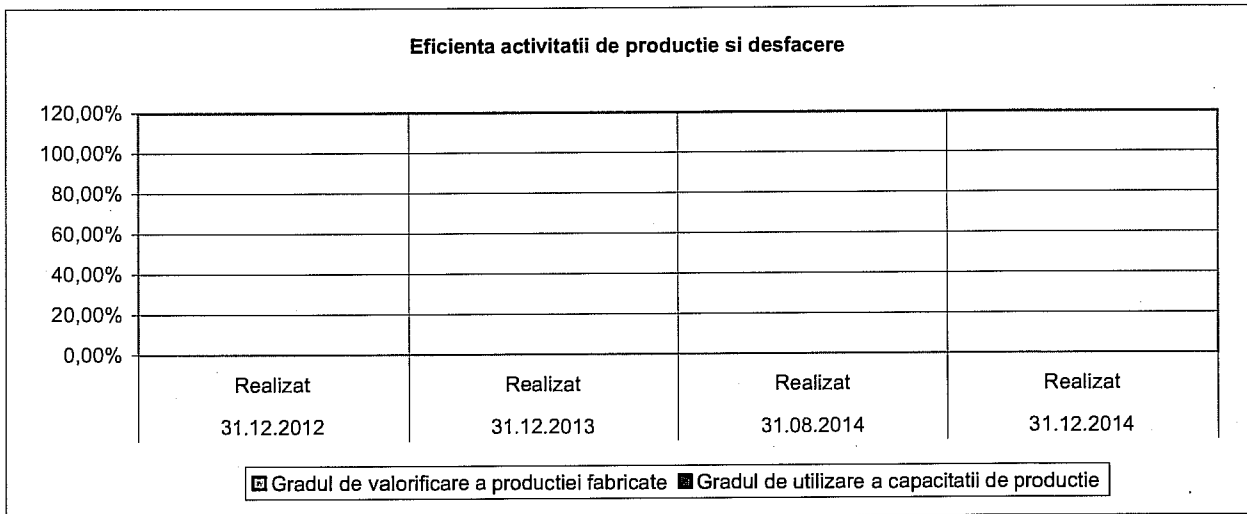 Eficienta activitatii de productie si desfacere
120,00%
100,00%
80,00%
60,00%
40,00%
20,00%
0,00%
Realizat Realizat Realizat Realizat
31.12.2012 31.12.2013 31.08.2014 31.12.2014
Gradul de valorificare a productiei fabricate Gradul de utilizare a capacitatii de productie